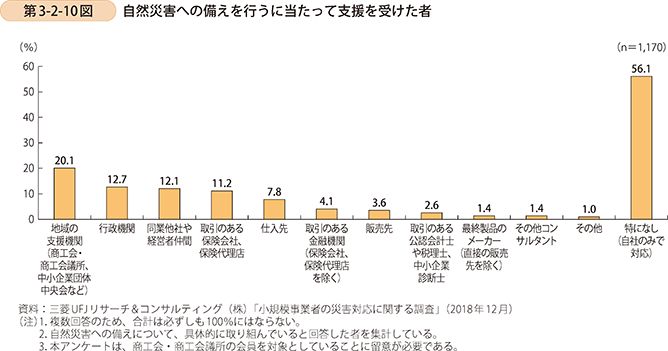 第3-2-10図 自然災害への備えを行うに当たって支援を受けた者
(%)
(n=1,170)
60
50
40
30
20
10
0
20.1
12.7
12.1
11.2
7.8
4.1
3.6
2.6
1.4
1.4
1.0
56.1
地域の
支援機関
(商工会・
商工会議所、
中小企業団体
中央会など)
行政機関
同業他社や
経営者仲間
取引のある
保険会社、
保険代理店
仕入先
取引のある
金融機関
(保険会社、
保険代理店
を除く)
販売先
取引のある
公認会計士
や税理士、
中小企業
診断士
最終製品の
メーカー
(直接の販売
先を除く)
その他コン
サルタント
その他
特になし
(自社のみで
対応)
資料:三菱UFJリサーチ&コンサルティング(株)「小規模事業者の災害対応に関する調査」(2018年12月)
(注)1. 複数回答のため、合計は必ずしも100%にはならない。
2. 自然災害への備えについて、具体的に取り組んでいると回答した者を集計している。
3. 本アンケートは、商工会・商工会議所の会員を対象としていることに留意が必要である。